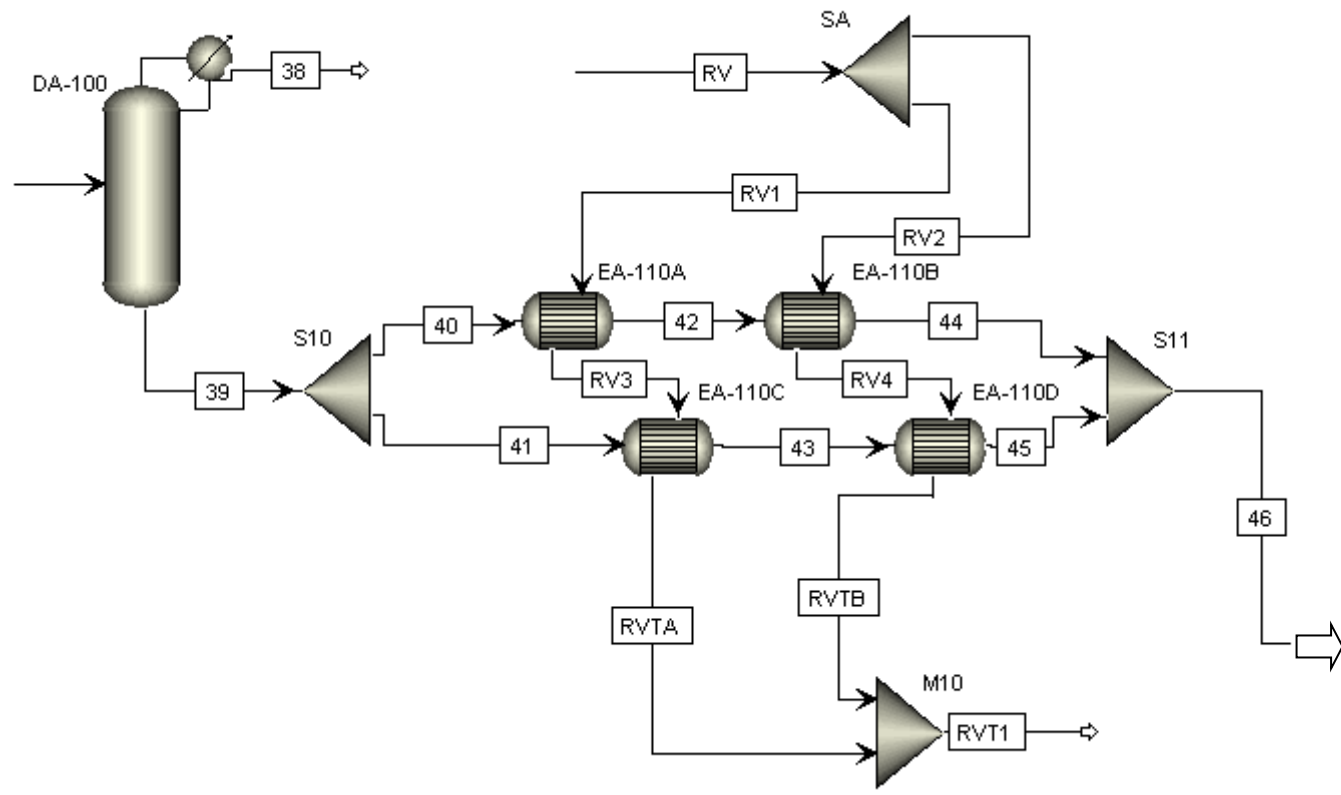 SA
DA-100
38
RV
RV1
RV2
EA-110A
EA-110B
40
42
44
S10
S11
39
RV3
EA-110C
RV4
EA-110D
41
43
45
46
RVTB
RVTA
M10
RVT1